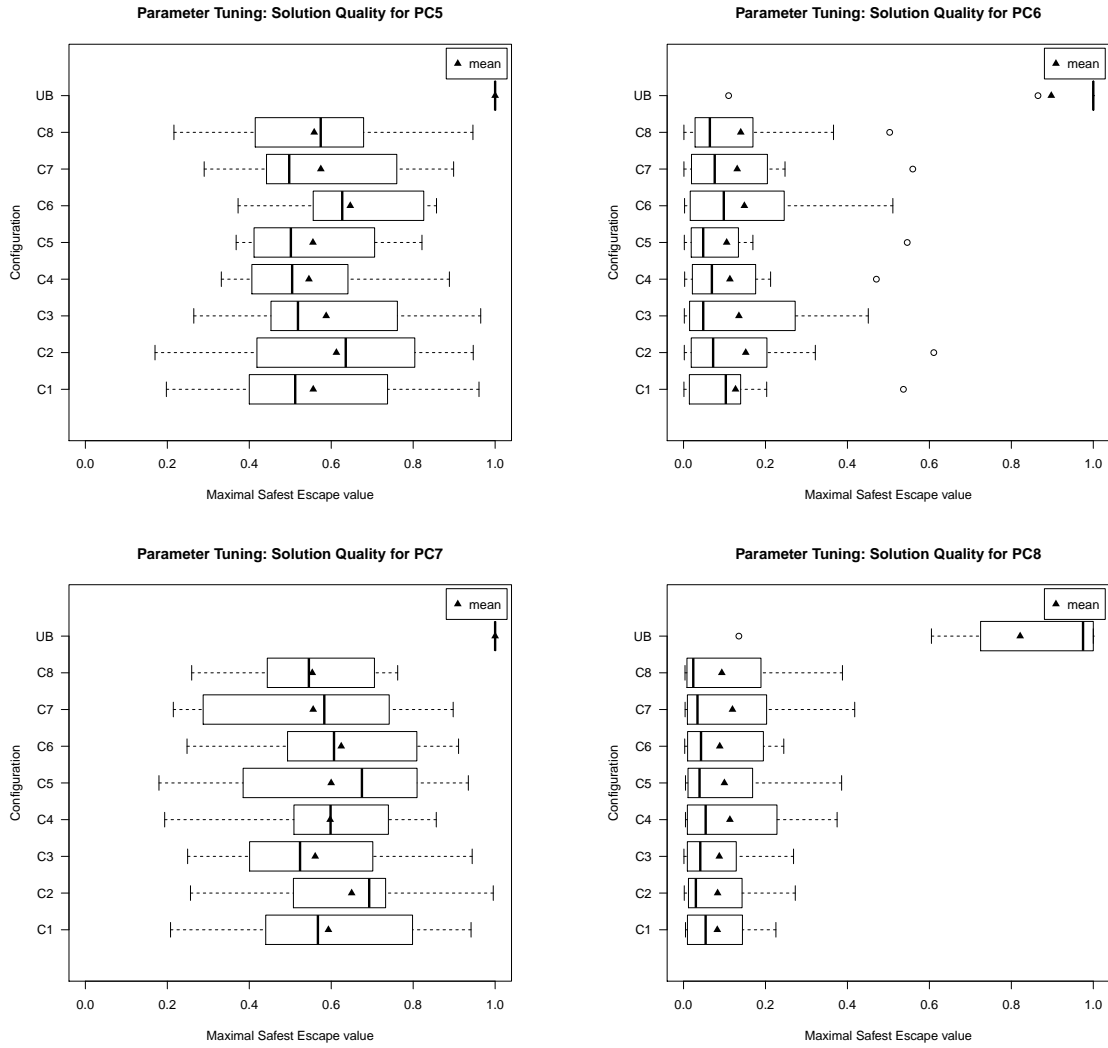 Parameter Tuning: Solution Quality for PC5
mean
UB
C8
C7
C6
C5
C4
C3
C2
C1
Configuration
0.0 0.2 0.4 0.6 0.8 1.0
Maximal Safest Escape value
Parameter Tuning: Solution Quality for PC6
mean
UB
C8
C7
C6
C5
C4
C3
C2
C1
Configuration
0.0 0.2 0.4 0.6 0.8 1.0
Maximal Safest Escape value
Parameter Tuning: Solution Quality for PC7
mean
UB
C8
C7
C6
C5
C4
C3
C2
C1
Configuration
0.0 0.2 0.4 0.6 0.8 1.0
Maximal Safest Escape value
Parameter Tuning: Solution Quality for PC8
mean
UB
C8
C7
C6
C5
C4
C3
C2
C1
Configuration
0.0 0.2 0.4 0.6 0.8 1.0
Maximal Safest Escape value